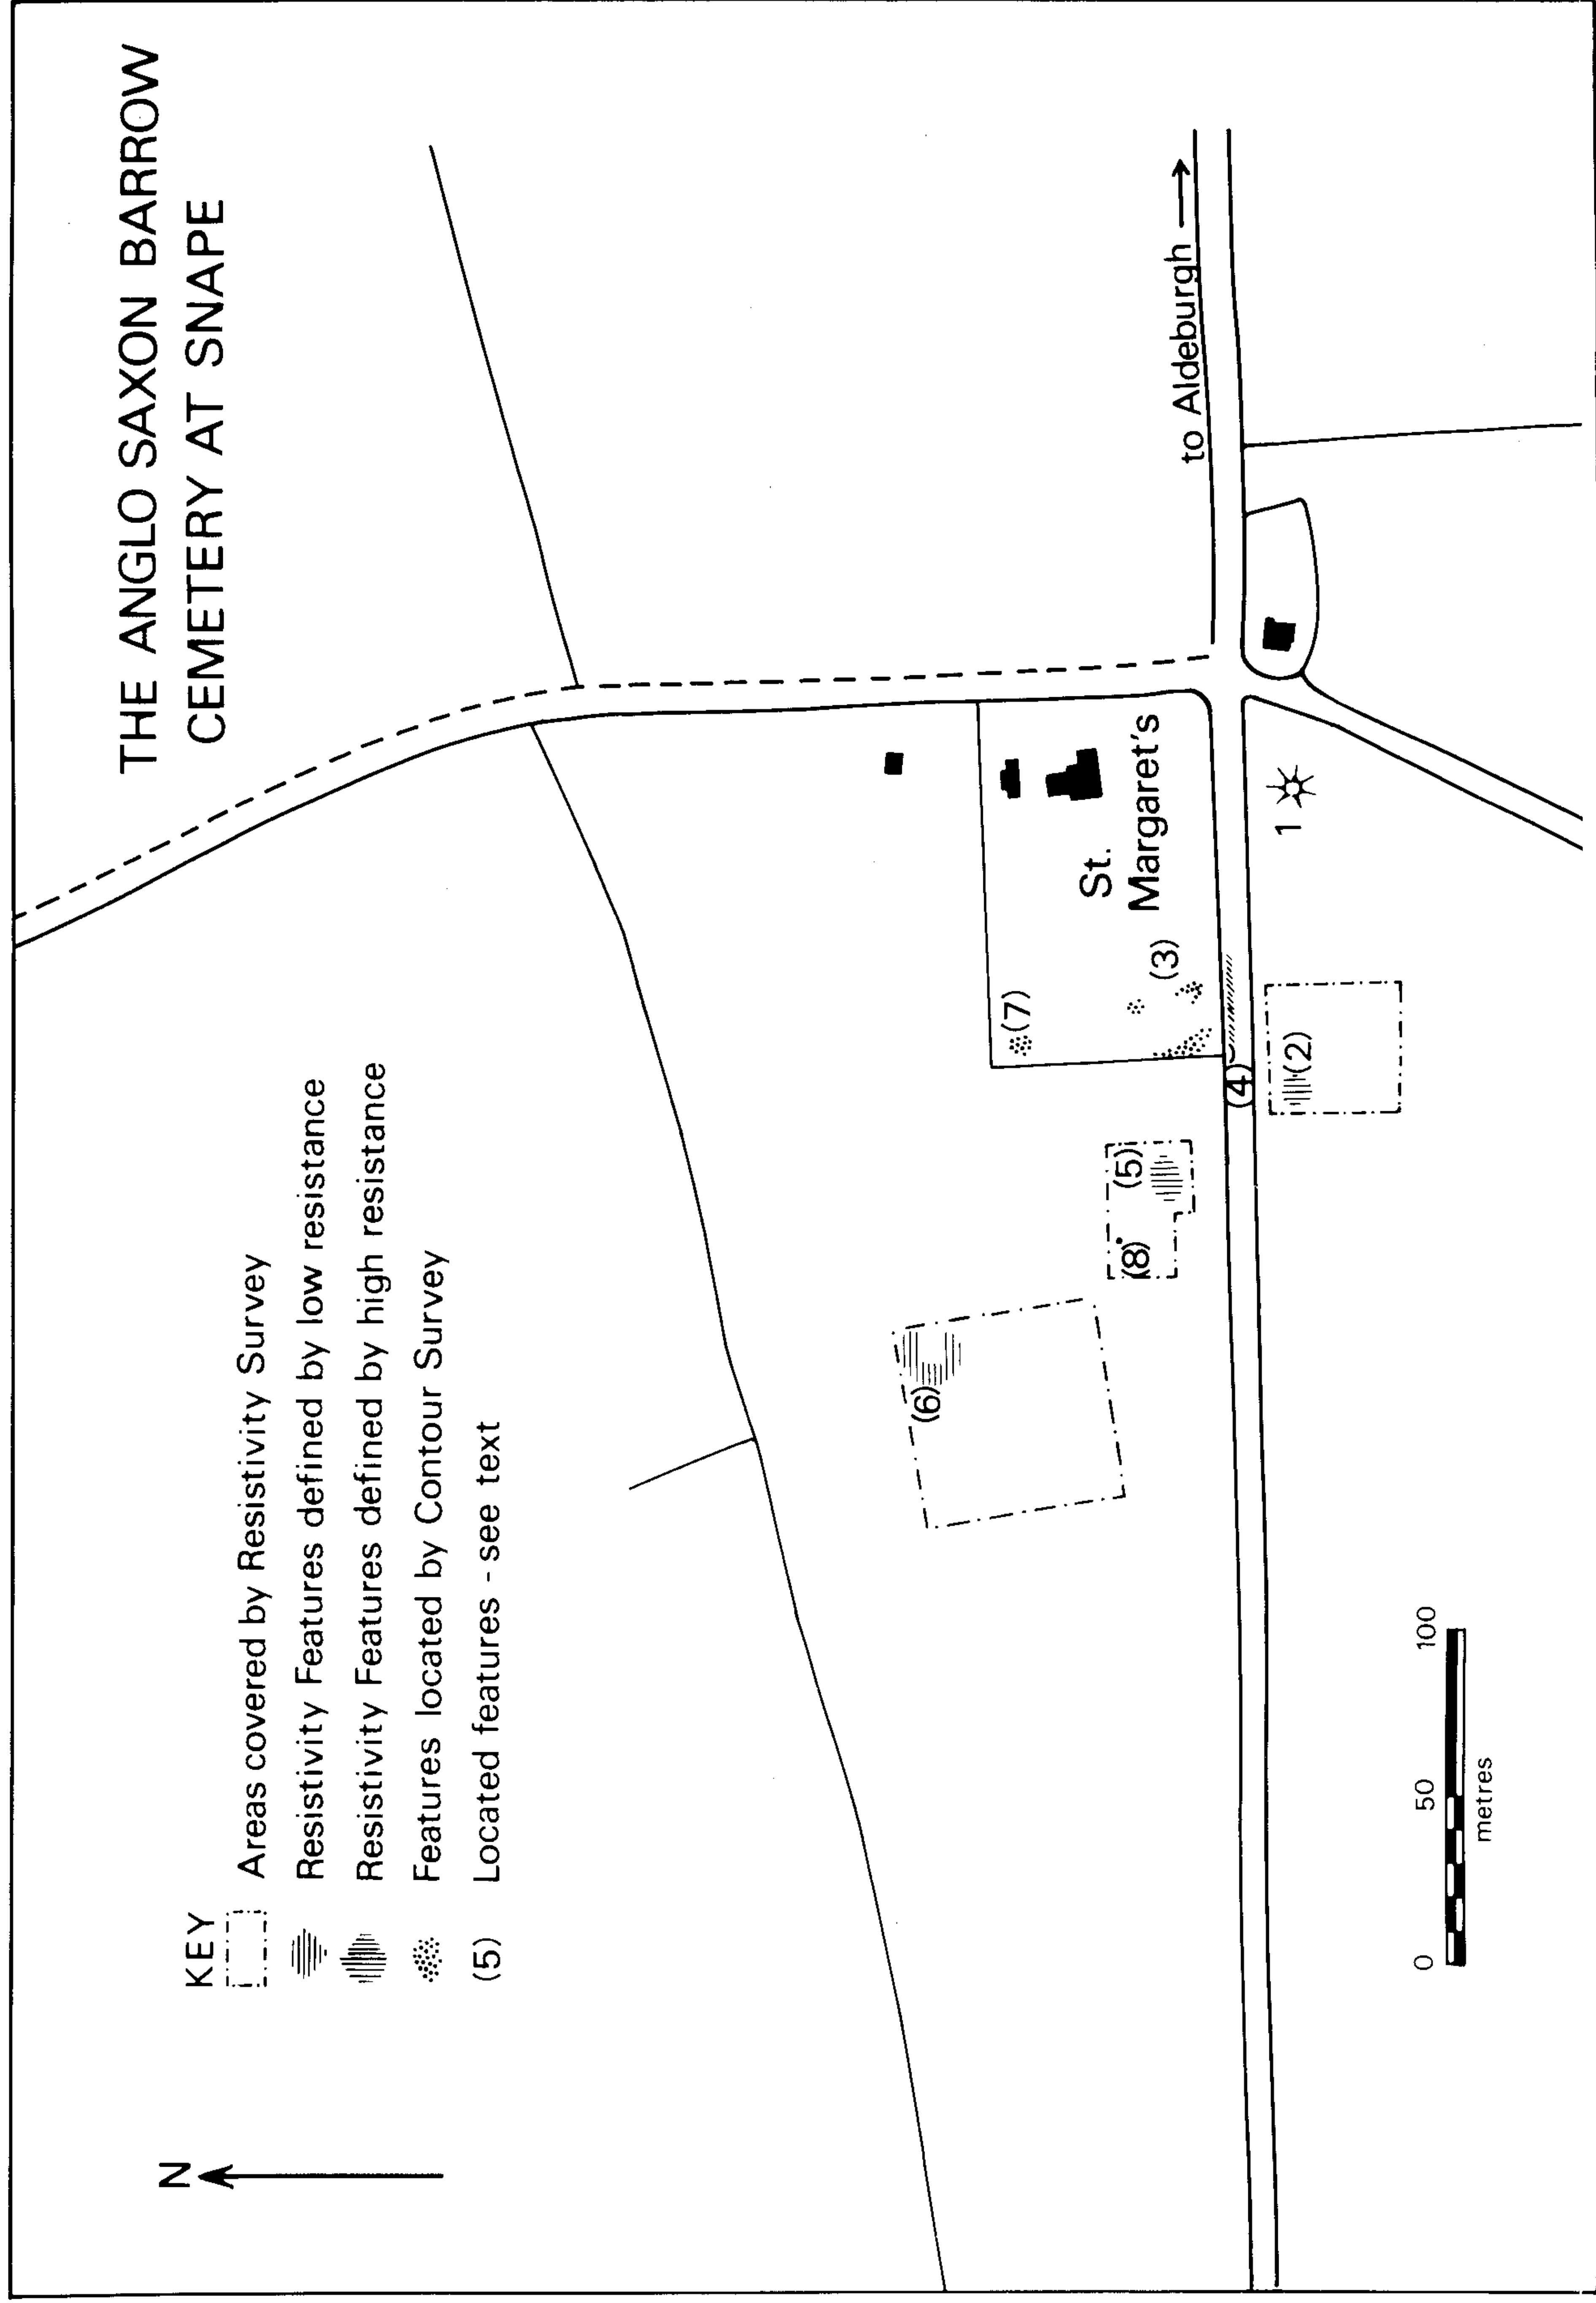 THE ANGLO SAXON BARROW
CEMETERY AT SNAPE
N
KEY
Areas covered by Resistivity Survey
Resistivity Features defined by low resistance
Resistivity Features defined by high resistance
Features located by Contour Survey
(5) Located features - see text
(6)
(8)
(5)
(7)
(3)
St.
Margaret's
to Aldeburgh
(4)
(2)
1
0 50 100
metres